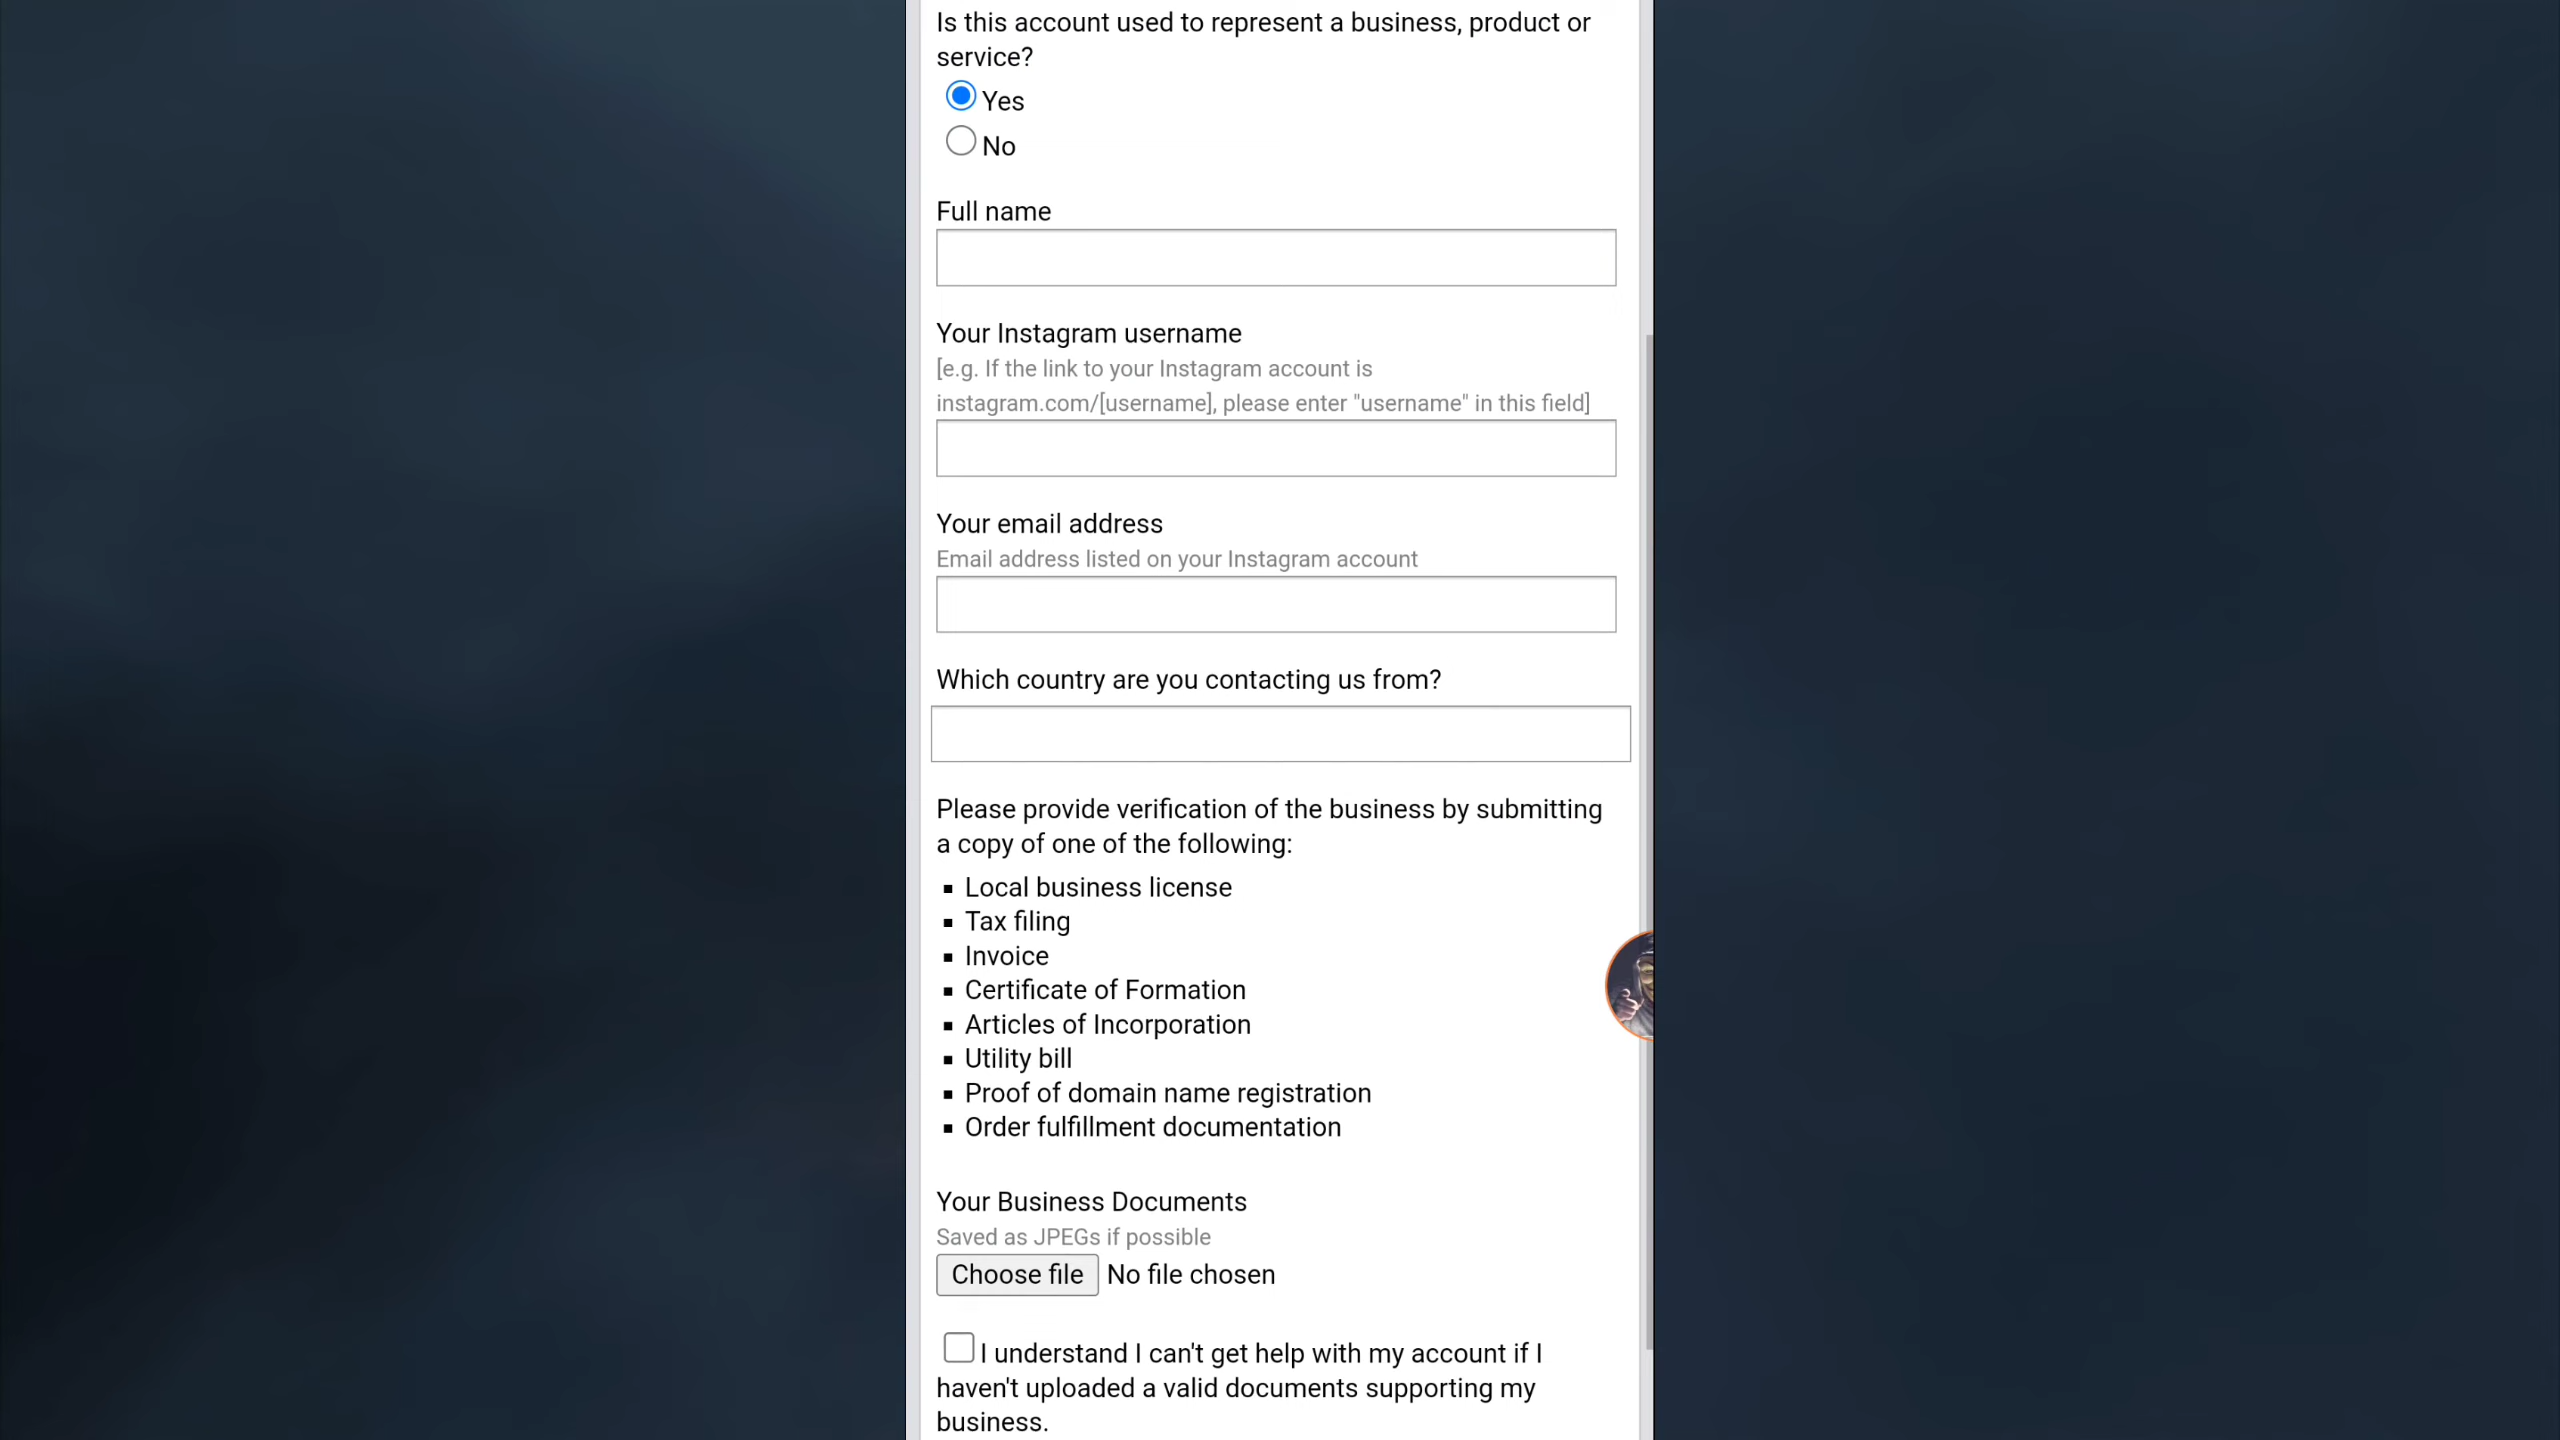 Is this account used to represent a business, product or
service?
Yes
No
Full name
Your Instagram username
[e.g. If the link to your Instagram account is
instagram.com/[username], please enter "username" in this field]
Your email address
Email address listed on your Instagram account
Which country are you contacting us from?
Please provide verification of the business by submitting
a copy of one of the following:
▪ Local business license
▪ Tax filing
▪ Invoice
▪ Certificate of Formation
▪ Articles of Incorporation
▪ Utility bill
▪ Proof of domain name registration
▪ Order fulfillment documentation
Your Business Documents
Saved as JPEGs if possible
Choose file No file chosen
I understand I can't get help with my account if I
haven't uploaded a valid documents supporting my
business.